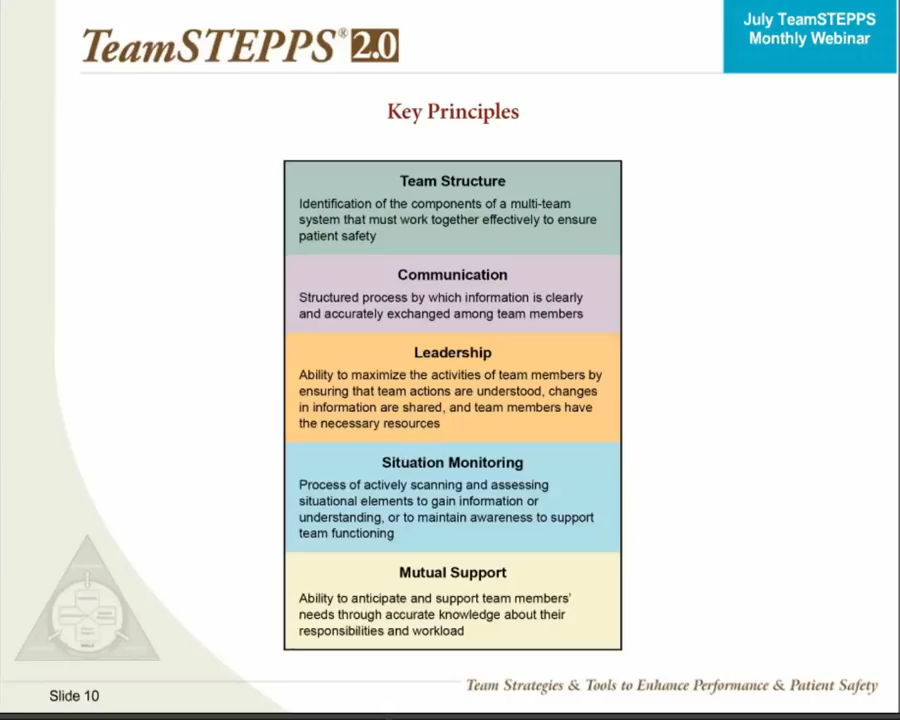 TeamSTEPPS® 2.0
July TeamSTEPPS
Monthly Webinar
Key Principles
Team Structure
Identification of the components of a multi-team
system that must work together effectively to ensure
patient safety
Communication
Structured process by which information is clearly
and accurately exchanged among team members
Leadership
Ability to maximize the activities of team members by
ensuring that team actions are understood, changes
in information are shared, and team members have
the necessary resources
Situation Monitoring
Process of actively scanning and assessing
situational elements to gain information or
understanding, or to maintain awareness to support
team functioning
Mutual Support
Ability to anticipate and support team members’
needs through accurate knowledge about their
responsibilities and workload
Slide 10
Team Strategies & Tools to Enhance Performance & Patient Safety